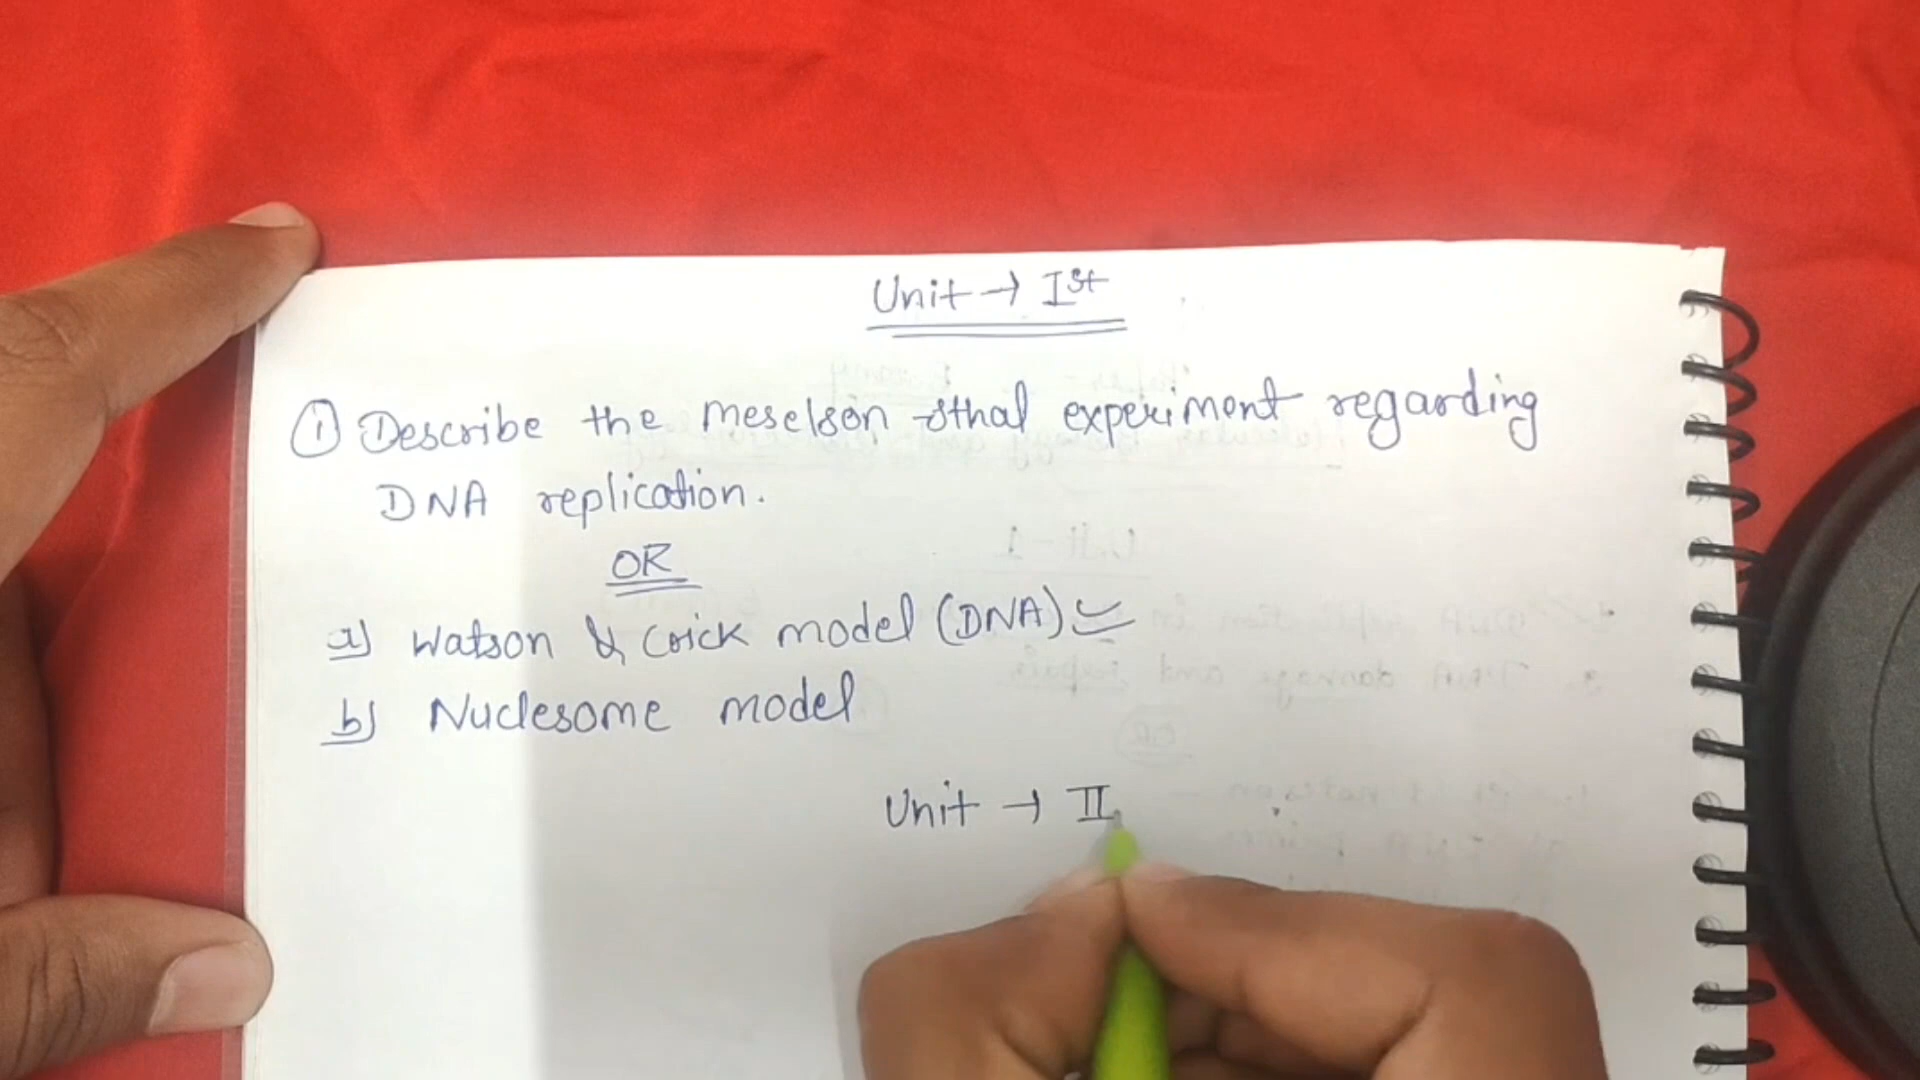 Unit → Ist
① Describe the meselson -sthal experiment regarding
DNA replication.
OR
a) Watson & Crick model (DNA)
b) Nuclesome model
Unit → II